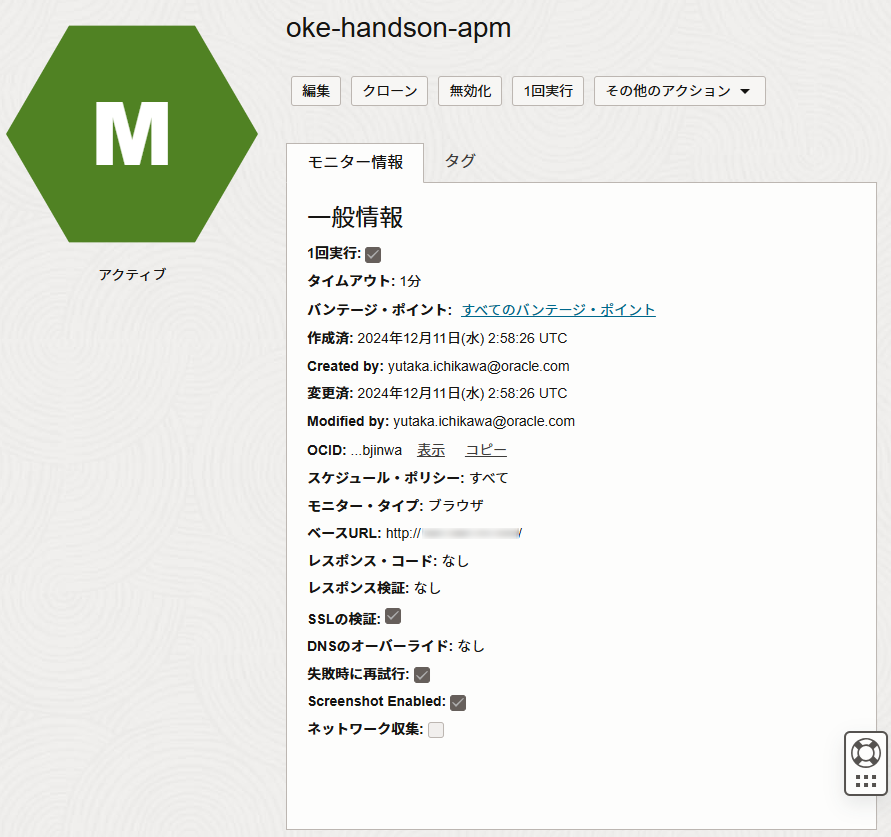 oke-handson-apm
M
編集 クローン 無効化 1回実行 その他のアクション
アクティブ
モニター情報 タグ
一般情報
1回実行:
タイムアウト: 1分
バンテージ・ポイント: すべてのバンテージ・ポイント
作成済: 2024年12月11日(水) 2:58:26 UTC
Created by: yutaka.ichikawa@oracle.com
変更済: 2024年12月11日(水) 2:58:26 UTC
Modified by: yutaka.ichikawa@oracle.com
OCID: ...bjinwa 表示 コピー
スケジュール・ポリシー: すべて
モニター・タイプ: ブラウザ
ベースURL: http:// /
レスポンス・コード: なし
レスポンス検証: なし
SSLの検証:
DNSのオーバーライド: なし
失敗時に再試行:
Screenshot Enabled:
ネットワーク収集: